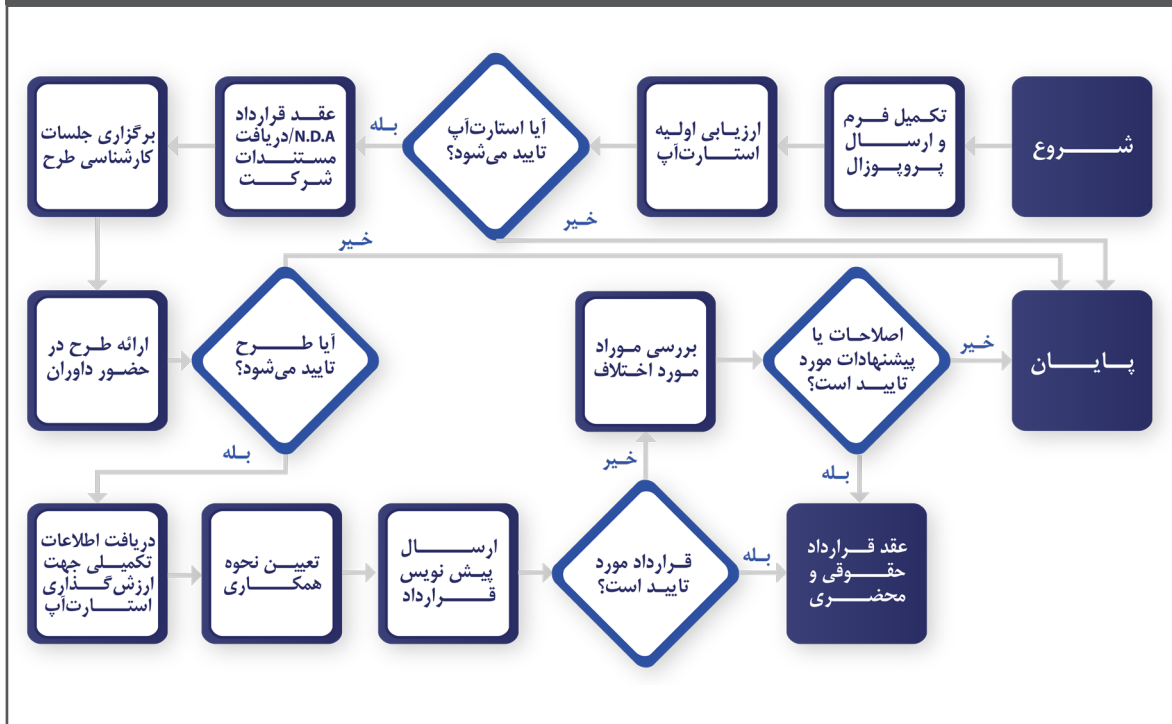 شروع
تکمیل فرم
و ارسال
پروپوزال
ارزیابی اولیه
استارت‌آپ
آیا استارت‌آپ
تایید می‌شود؟
بله
خیر
عقد قرارداد
N.D.A/دریافت
مستندات
شرکت
برگزاری جلسات
کارشناسی طرح
ارائه طرح در
حضور داوران
آیا طرح
تایید می‌شود؟
خیر
بله
دریافت اطلاعات
تکمیلی جهت
ارزش‌گذاری
استارت‌آپ
تعیین نحوه
همکاری
ارسال
پیش نویس
قرارداد
قرارداد مورد
تایید است؟
خیر
بله
بررسی موراد
مورد اختلاف
اصلاحات یا
پیشنهادات مورد
تایید است؟
خیر
بله
پایان
عقد قرارداد
حقوقی و
محضری